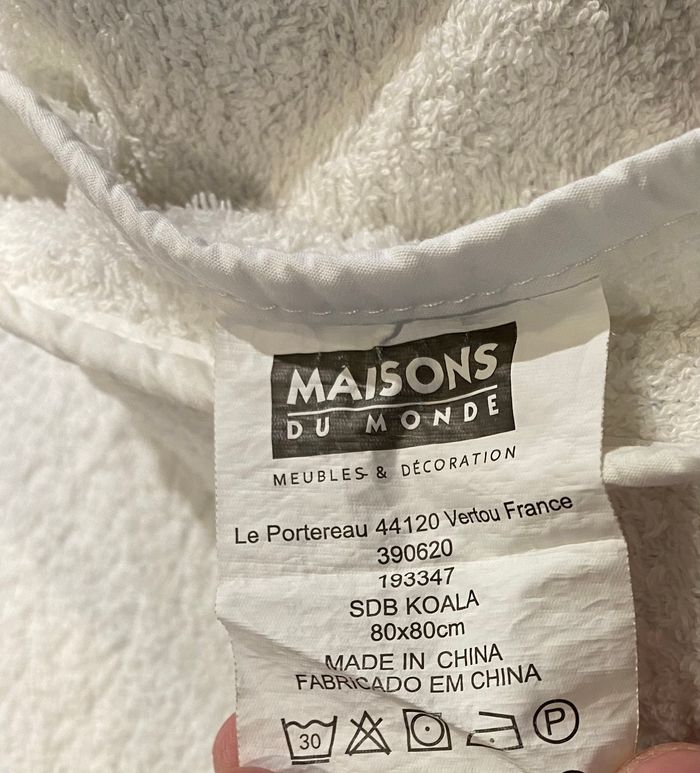 MAISONS
DU MONDE
MEUBLES & DÉCORATION
Le Portereau 44120 Vertou France
390620
193347
SDB KOALA
80x80cm
MADE IN CHINA
FABRICADO EM CHINA
30 P